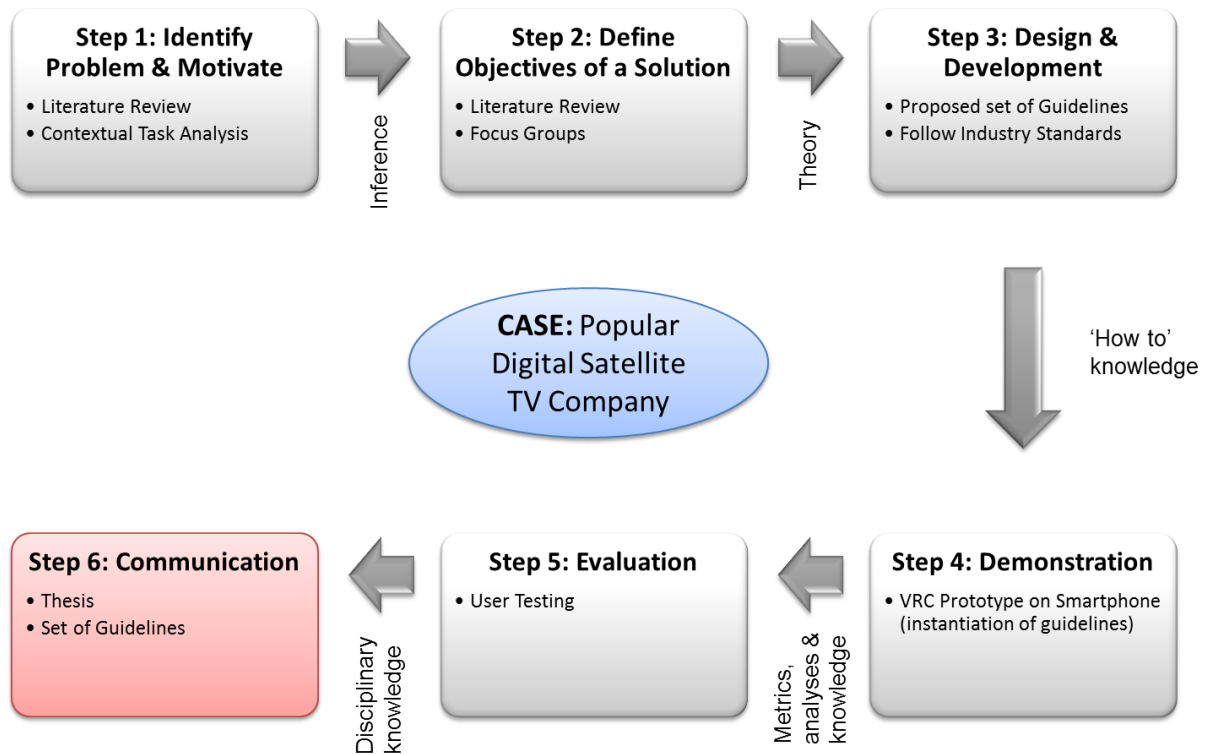 Step 1: Identify
Problem & Motivate
• Literature Review
• Contextual Task Analysis
Inference
Step 2: Define
Objectives of a Solution
• Literature Review
• Focus Groups
Theory
Step 3: Design &
Development
• Proposed set of Guidelines
• Follow Industry Standards
'How to'
knowledge
CASE: Popular
Digital Satellite
TV Company
Step 4: Demonstration
• VRC Prototype on Smartphone
(instantiation of guidelines)
Metrics,
analyses &
knowledge
Step 5: Evaluation
• User Testing
Disciplinary
knowledge
Step 6: Communication
• Thesis
• Set of Guidelines